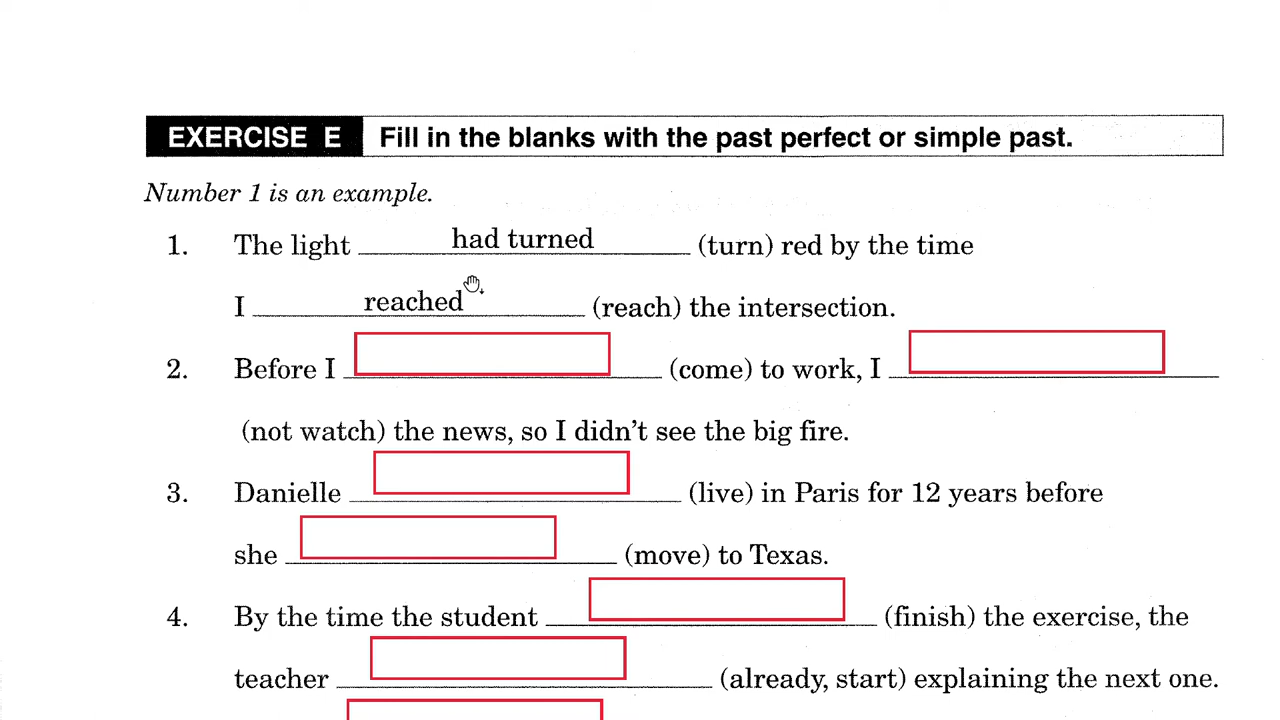 EXERCISE E Fill in the blanks with the past perfect or simple past.
Number 1 is an example.
1. The light had turned (turn) red by the time
I reached (reach) the intersection.
2. Before I (come) to work, I
(not watch) the news, so I didn’t see the big fire.
3. Danielle (live) in Paris for 12 years before
she (move) to Texas.
4. By the time the student (finish) the exercise, the
teacher (already, start) explaining the next one.